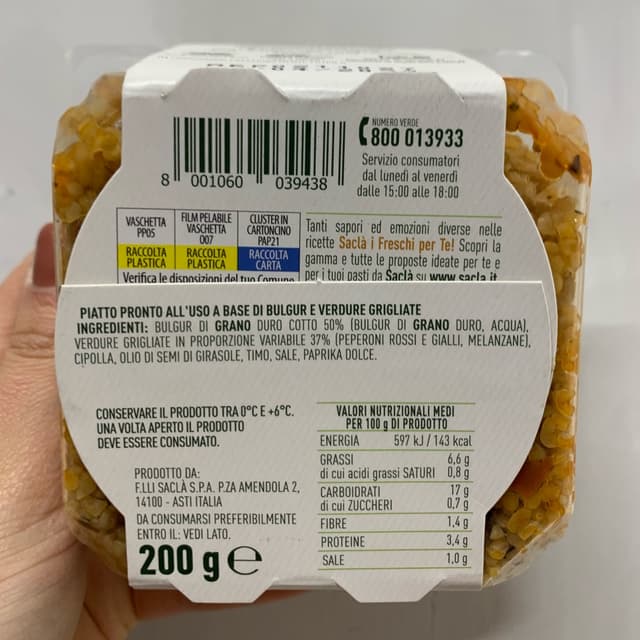 NUMERO VERDE
800 013933
Servizio consumatori
dal lunedì al venerdì
dalle 15:00 alle 18:00
8 001060 039438
VASCHETTA
PP05
RACCOLTA
PLASTICA
FILM PELABILE
VASCHETTA
O07
RACCOLTA
PLASTICA
CLUSTER IN
CARTONCINO
PAP21
RACCOLTA
CARTA
Verifica le disposizioni del tuo Comune
Tanti sapori ed emozioni diverse nelle
ricette Saclà i Freschi per Te! Scopri la
gamma e tutte le proposte ideate per te e
per i tuoi pasti da Saclà su www.sacla.it
PIATTO PRONTO ALL'USO A BASE DI BULGUR E VERDURE GRIGLIATE
INGREDIENTI: BULGUR DI GRANO DURO COTTO 50% (BULGUR DI GRANO DURO, ACQUA),
VERDURE GRIGLIATE IN PROPORZIONE VARIABILE 37% (PEPERONI ROSSI E GIALLI, MELANZANE),
CIPOLLA, OLIO DI SEMI DI GIRASOLE, TIMO, SALE, PAPRIKA DOLCE.
CONSERVARE IL PRODOTTO TRA 0°C E +6°C.
UNA VOLTA APERTO IL PRODOTTO
DEVE ESSERE CONSUMATO.
PRODOTTO DA:
F.LLI SACLÀ S.P.A. P.ZA AMENDOLA 2,
14100 - ASTI ITALIA
DA CONSUMARSI PREFERIBILMENTE
ENTRO IL: VEDI LATO.
200 g e
VALORI NUTRIZIONALI MEDI
PER 100 g DI PRODOTTO
ENERGIA 597 kJ / 143 kcal
GRASSI 6,6 g
di cui acidi grassi SATURI 0,8 g
CARBOIDRATI 17 g
di cui ZUCCHERI 0,7 g
FIBRE 1,4 g
PROTEINE 3,4 g
SALE 1,0 g